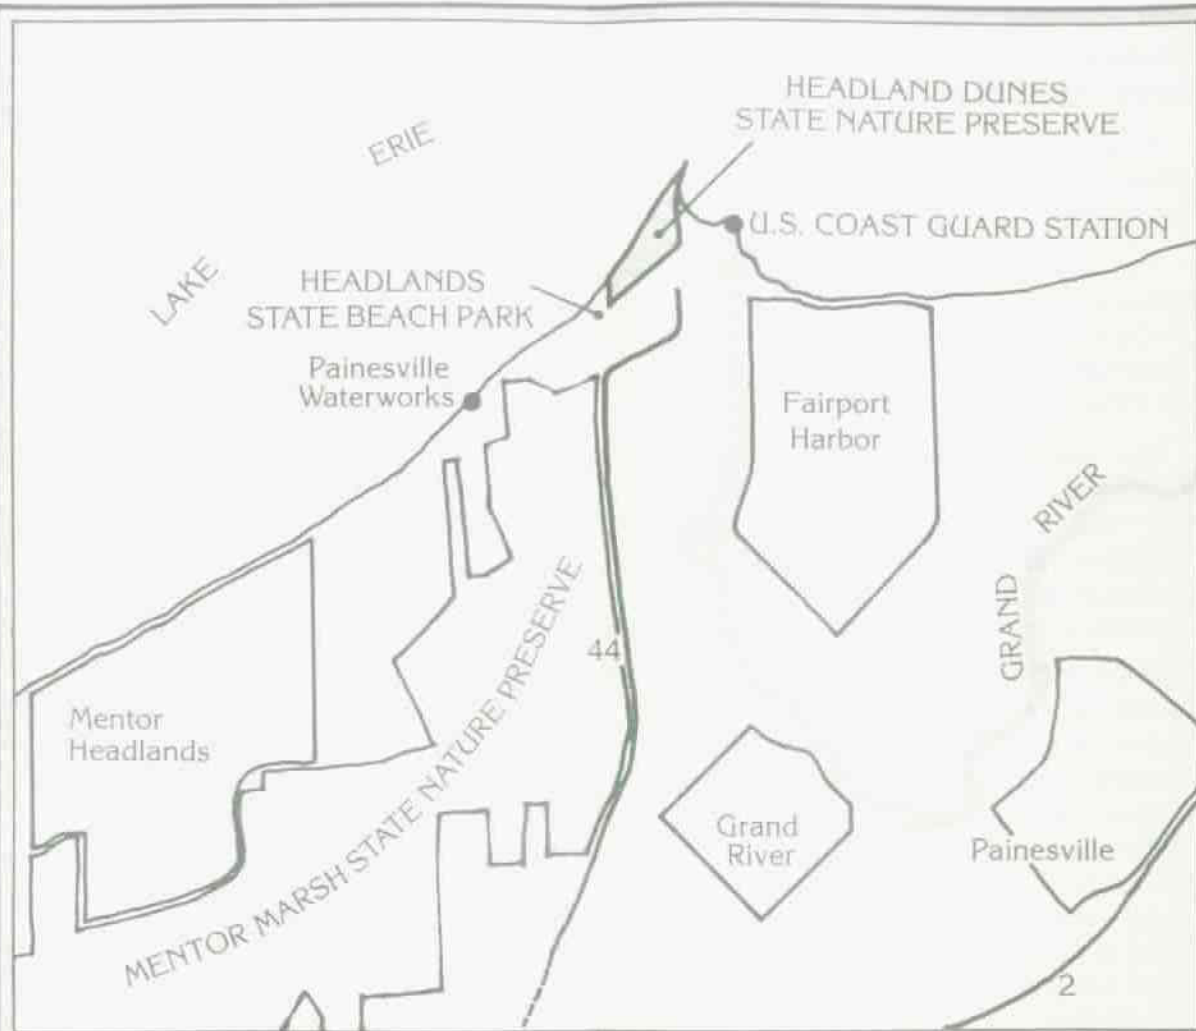 HEADLAND DUNES
STATE NATURE PRESERVE
ERIE
U.S. COAST GUARD STATION
LAKE
HEADLANDS
STATE BEACH PARK
Painesville
Waterworks
Fairport
Harbor
RIVER
GRAND
44
Mentor
Headlands
MENTOR MARSH STATE NATURE PRESERVE
Grand
River
Painesville
2